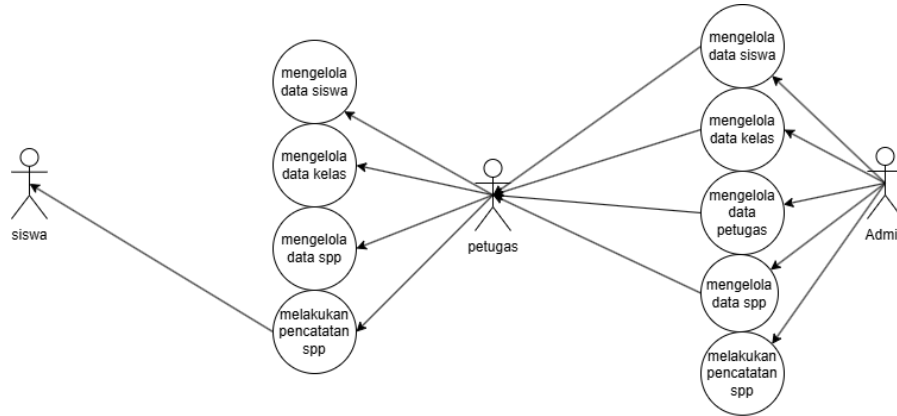 mengelola
data siswa
mengelola
data kelas
mengelola
data spp
melakukan
pencatatan
spp
siswa
petugas
mengelola
data siswa
mengelola
data kelas
mengelola
data
petugas
mengelola
data spp
melakukan
pencatatan
spp
Admi